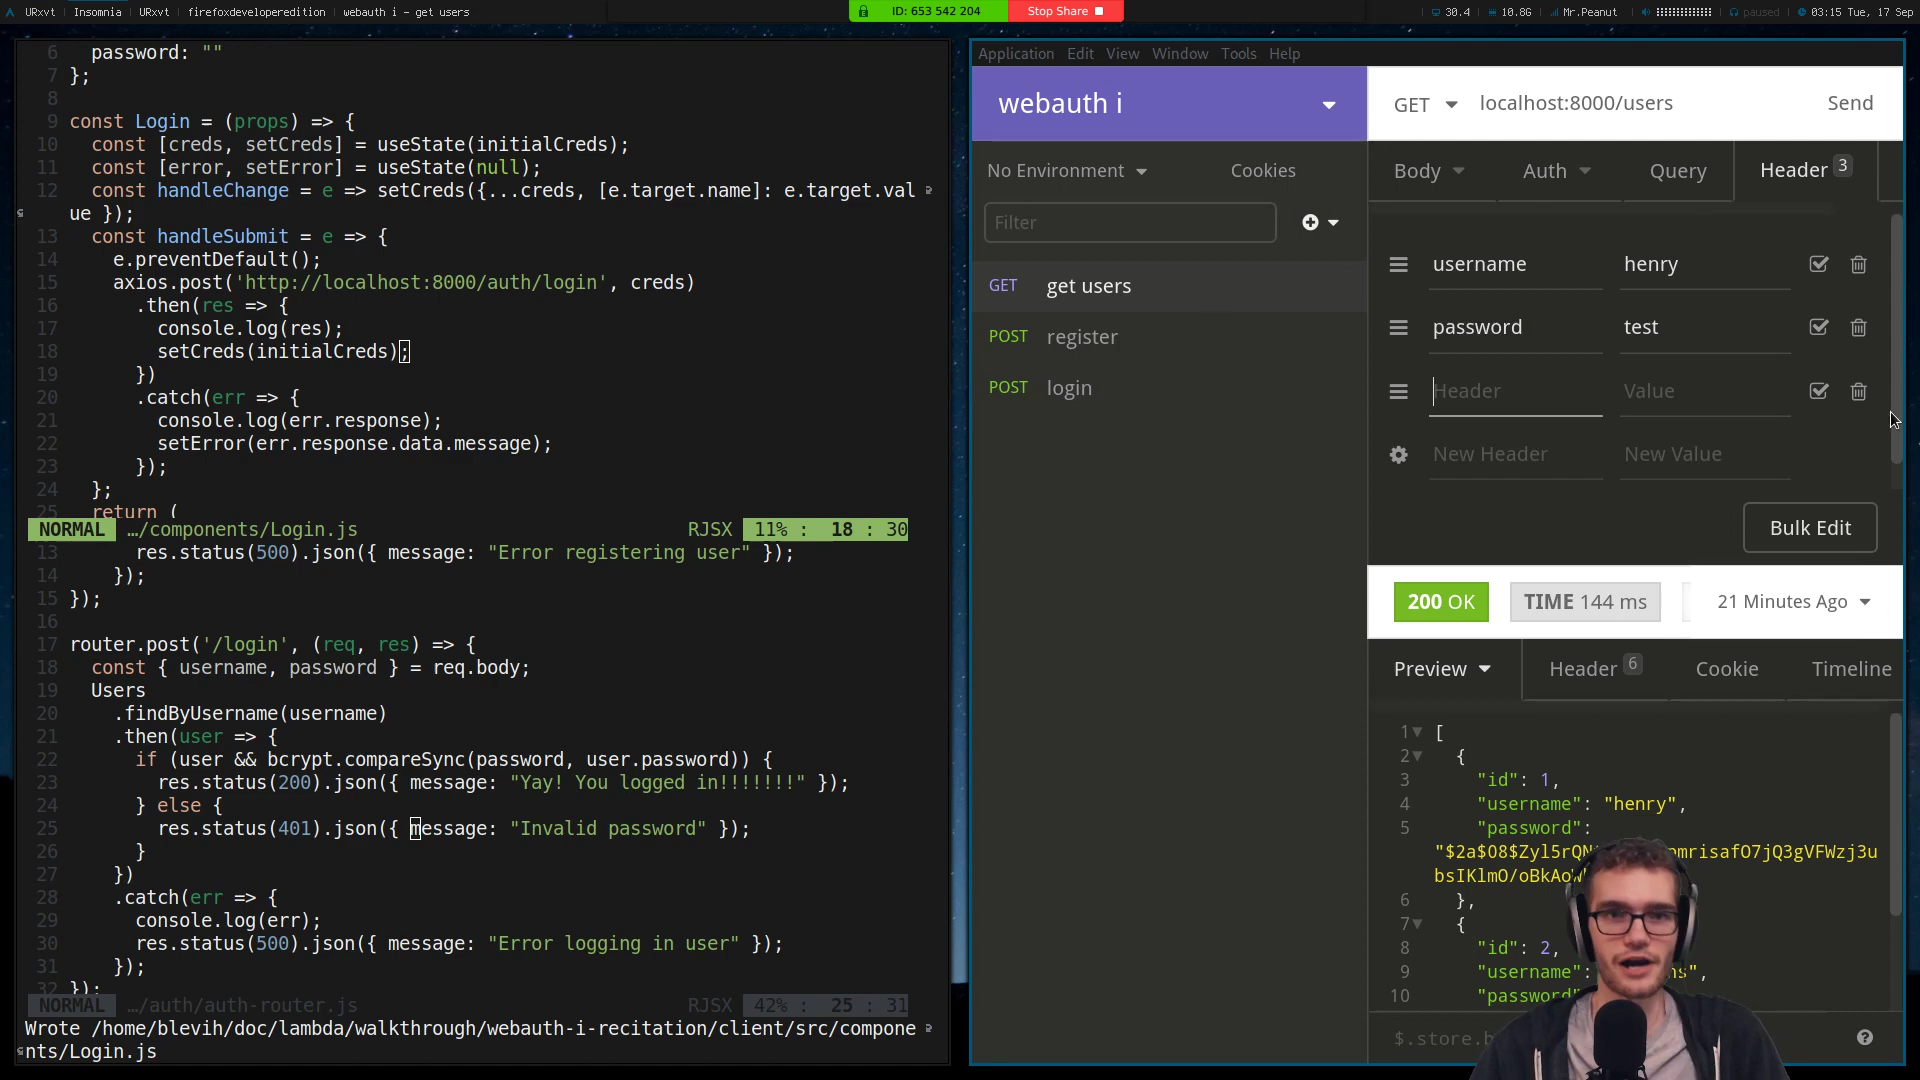 URxvt Insomnia URxvt firefoxdeveloperedition webauth i – get users
ID: 653 542 204 Stop Share
30.4 10.8G Mr.Peanut paused 03:15 Tue, 17 Sep
6 password: ""
7 };
8
9 const Login = (props) => {
10 const [creds, setCreds] = useState(initialCreds);
11 const [error, setError] = useState(null);
12 const handleChange = e => setCreds({...creds, [e.target.name]: e.target.val
ue });
13 const handleSubmit = e => {
14 e.preventDefault();
15 axios.post('http://localhost:8000/auth/login', creds)
16 .then(res => {
17 console.log(res);
18 setCreds(initialCreds);
19 })
20 .catch(err => {
21 console.log(err.response);
22 setError(err.response.data.message);
23 });
24 };
25 return (
NORMAL …/components/Login.js RJSX 11% : 18 : 30
13 res.status(500).json({ message: "Error registering user" });
14 });
15 });
16
17 router.post('/login', (req, res) => {
18 const { username, password } = req.body;
19 Users
20 .findByUsername(username)
21 .then(user => {
22 if (user && bcrypt.compareSync(password, user.password)) {
23 res.status(200).json({ message: "Yay! You logged in!!!!!!!" });
24 } else {
25 res.status(401).json({ message: "Invalid password" });
26 }
27 })
28 .catch(err => {
29 console.log(err);
30 res.status(500).json({ message: "Error logging in user" });
31 });
32 });
NORMAL …/auth/auth-router.js RJSX 42% : 25 : 31
Wrote /home/blevih/doc/lambda/walkthrough/webauth-i-recitation/client/src/compone
nts/Login.js
Application Edit View Window Tools Help
webauth i
No Environment Cookies
Filter
GET get users
POST register
POST login
GET localhost:8000/users Send
Body Auth Query Header 3
username henry
password test
Header Value
New Header New Value
Bulk Edit
200 OK TIME 144 ms 21 Minutes Ago
Preview Header 6 Cookie Timeline
1 [
2 {
3 "id": 1,
4 "username": "henry",
5 "password":
"$2a$08$Zyl5rQN
6 },
7 {
8 "id": 2,
9 "username":
10 "password
$.store.b